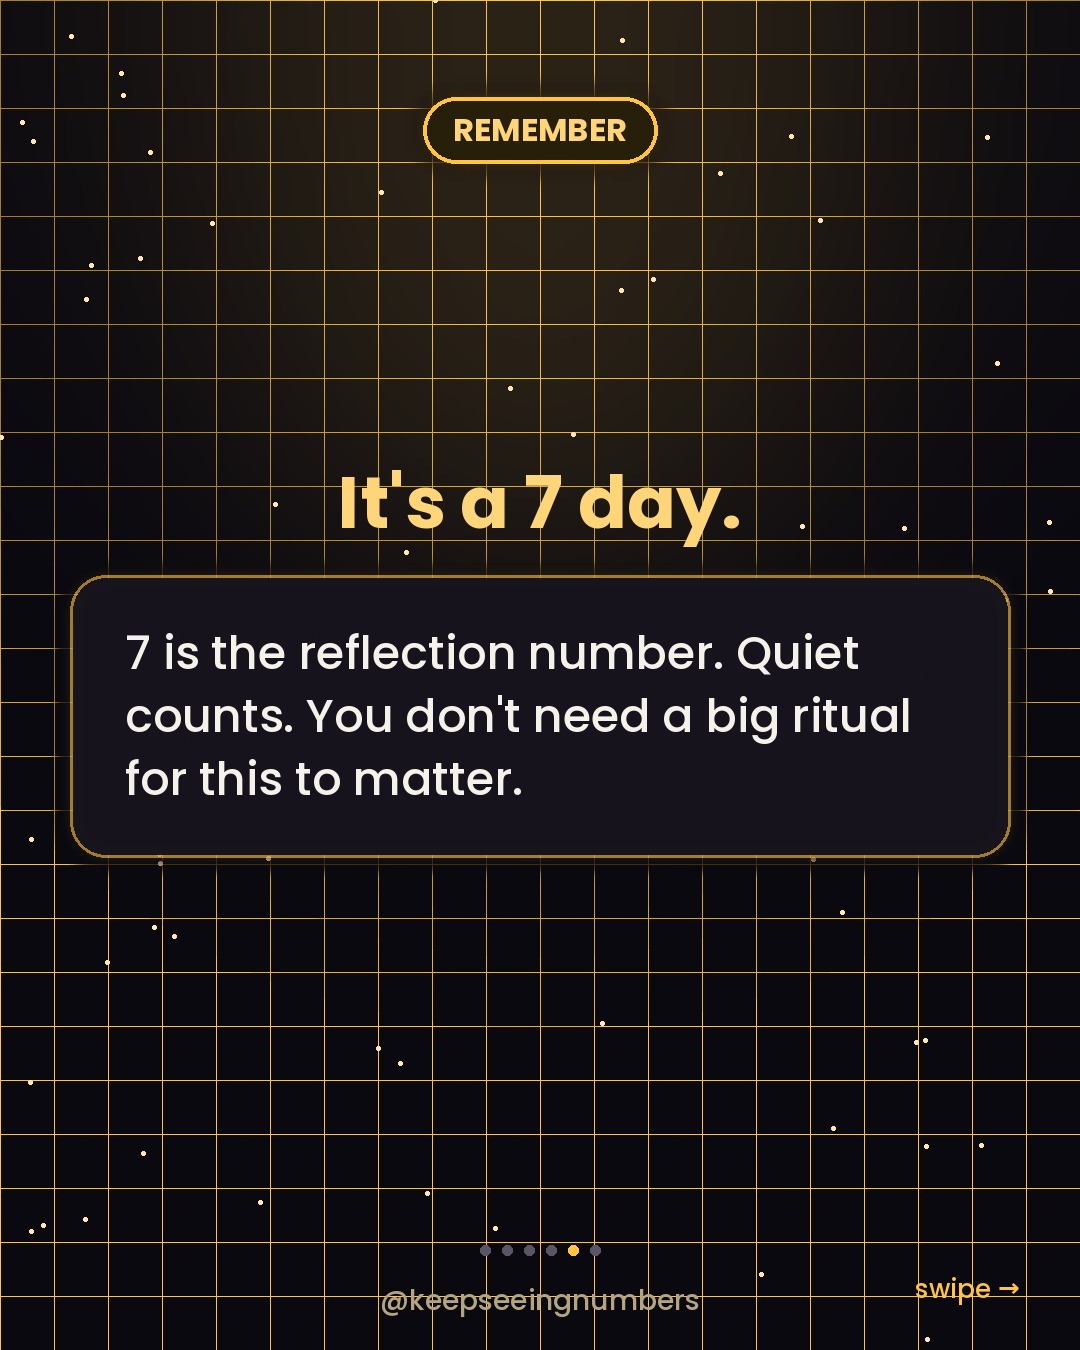 REMEMBER
It's a 7 day.
7 is the reflection number. Quiet
counts. You don't need a big ritual
for this to matter.
@keepseeingnumbers
swipe →